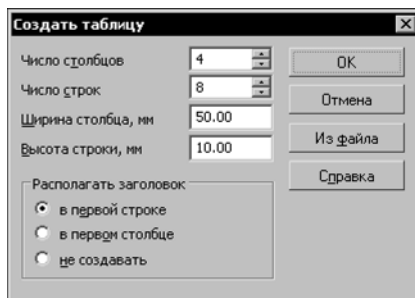 Создать таблицу
Число столбцов 4
Число строк 8
Ширина столбца, мм 50.00
Высота строки, мм 10.00
Располагать заголовок
в первой строке
в первом столбце
не создавать
OK
Отмена
Из файла
Справка